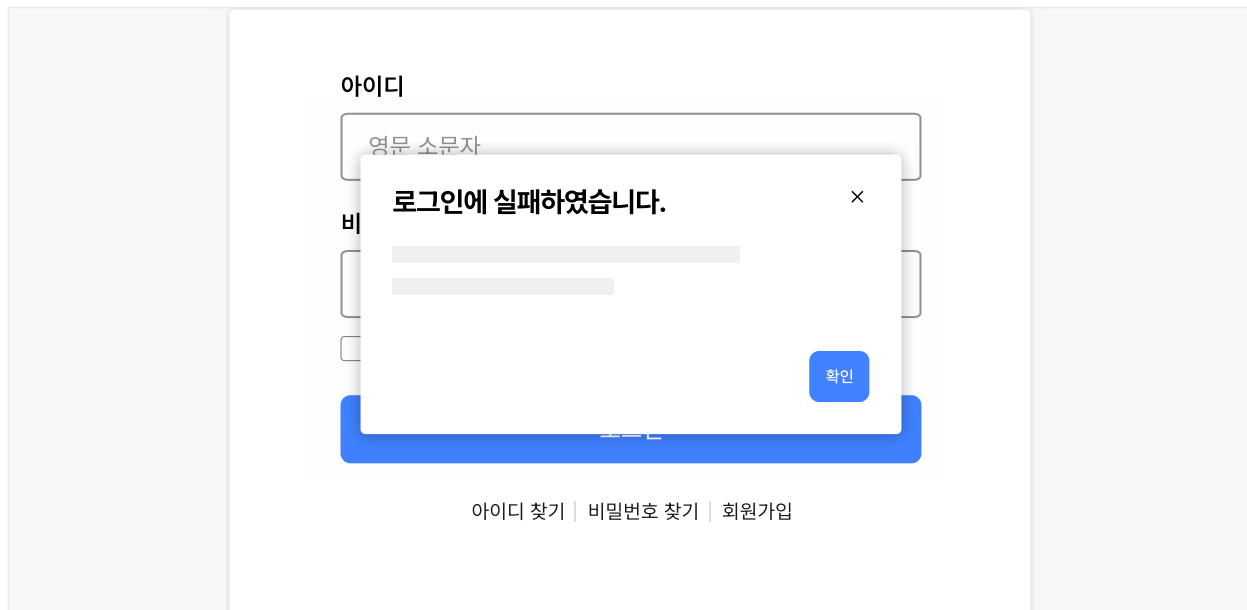 아이디
영문 소문자
로그인에 실패하였습니다.
확인
아이디 찾기
비밀번호 찾기
회원가입